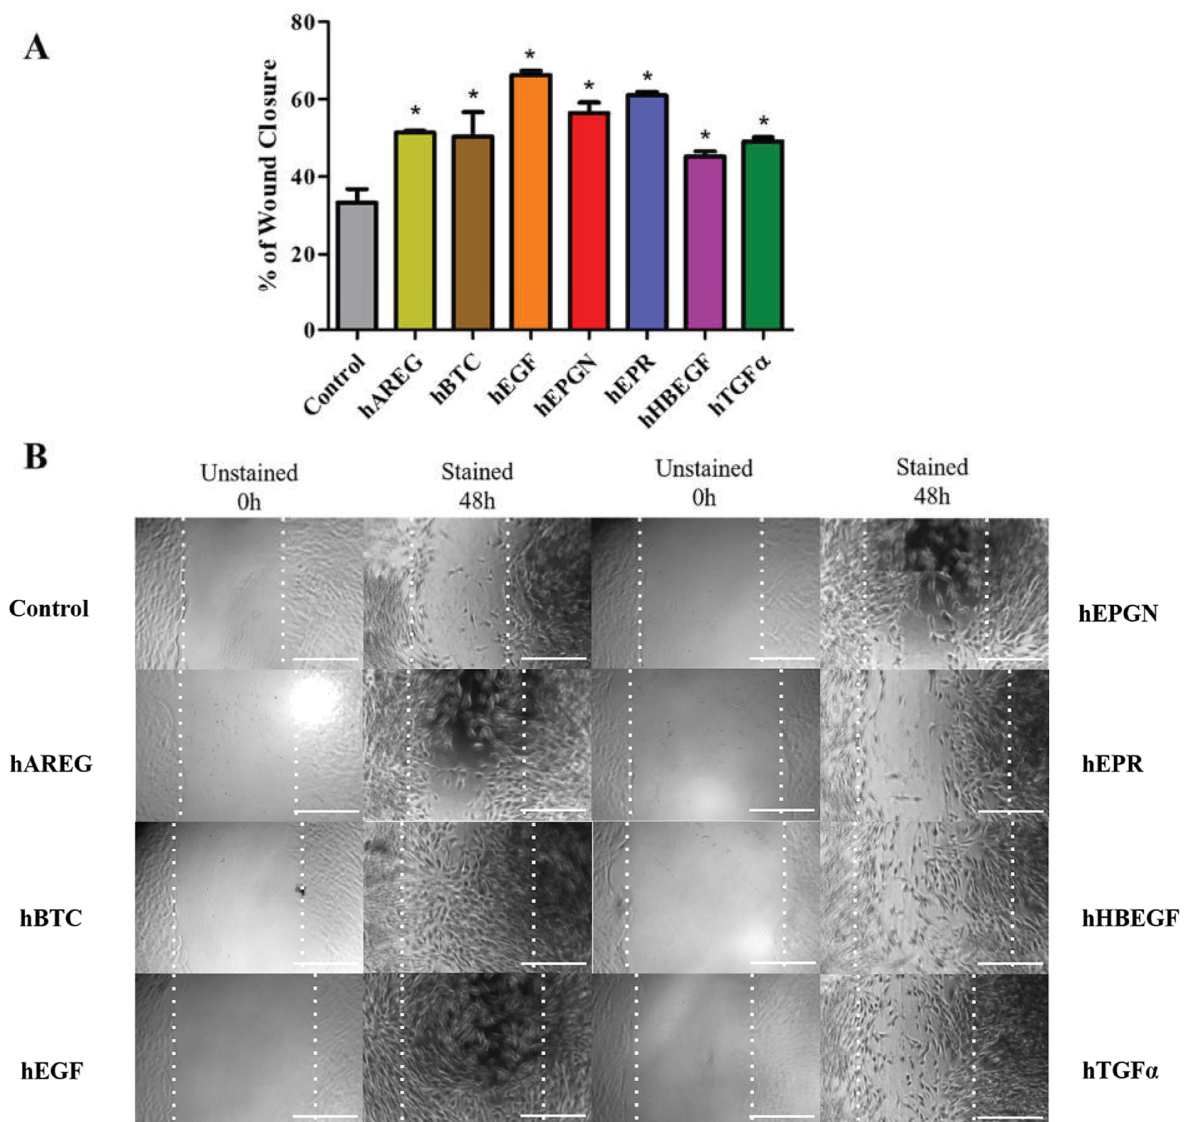 A
80
60
40
20
0
% of Wound Closure
*
*
*
*
*
*
*
Control
hAREG
hBTC
hEGF
hEPGN
hEPR
hHBEGF
hTGFα
B
Unstained
0h
Stained
48h
Unstained
0h
Stained
48h
Control
hEPGN
hAREG
hEPR
hBTC
hHBEGF
hEGF
hTGFα